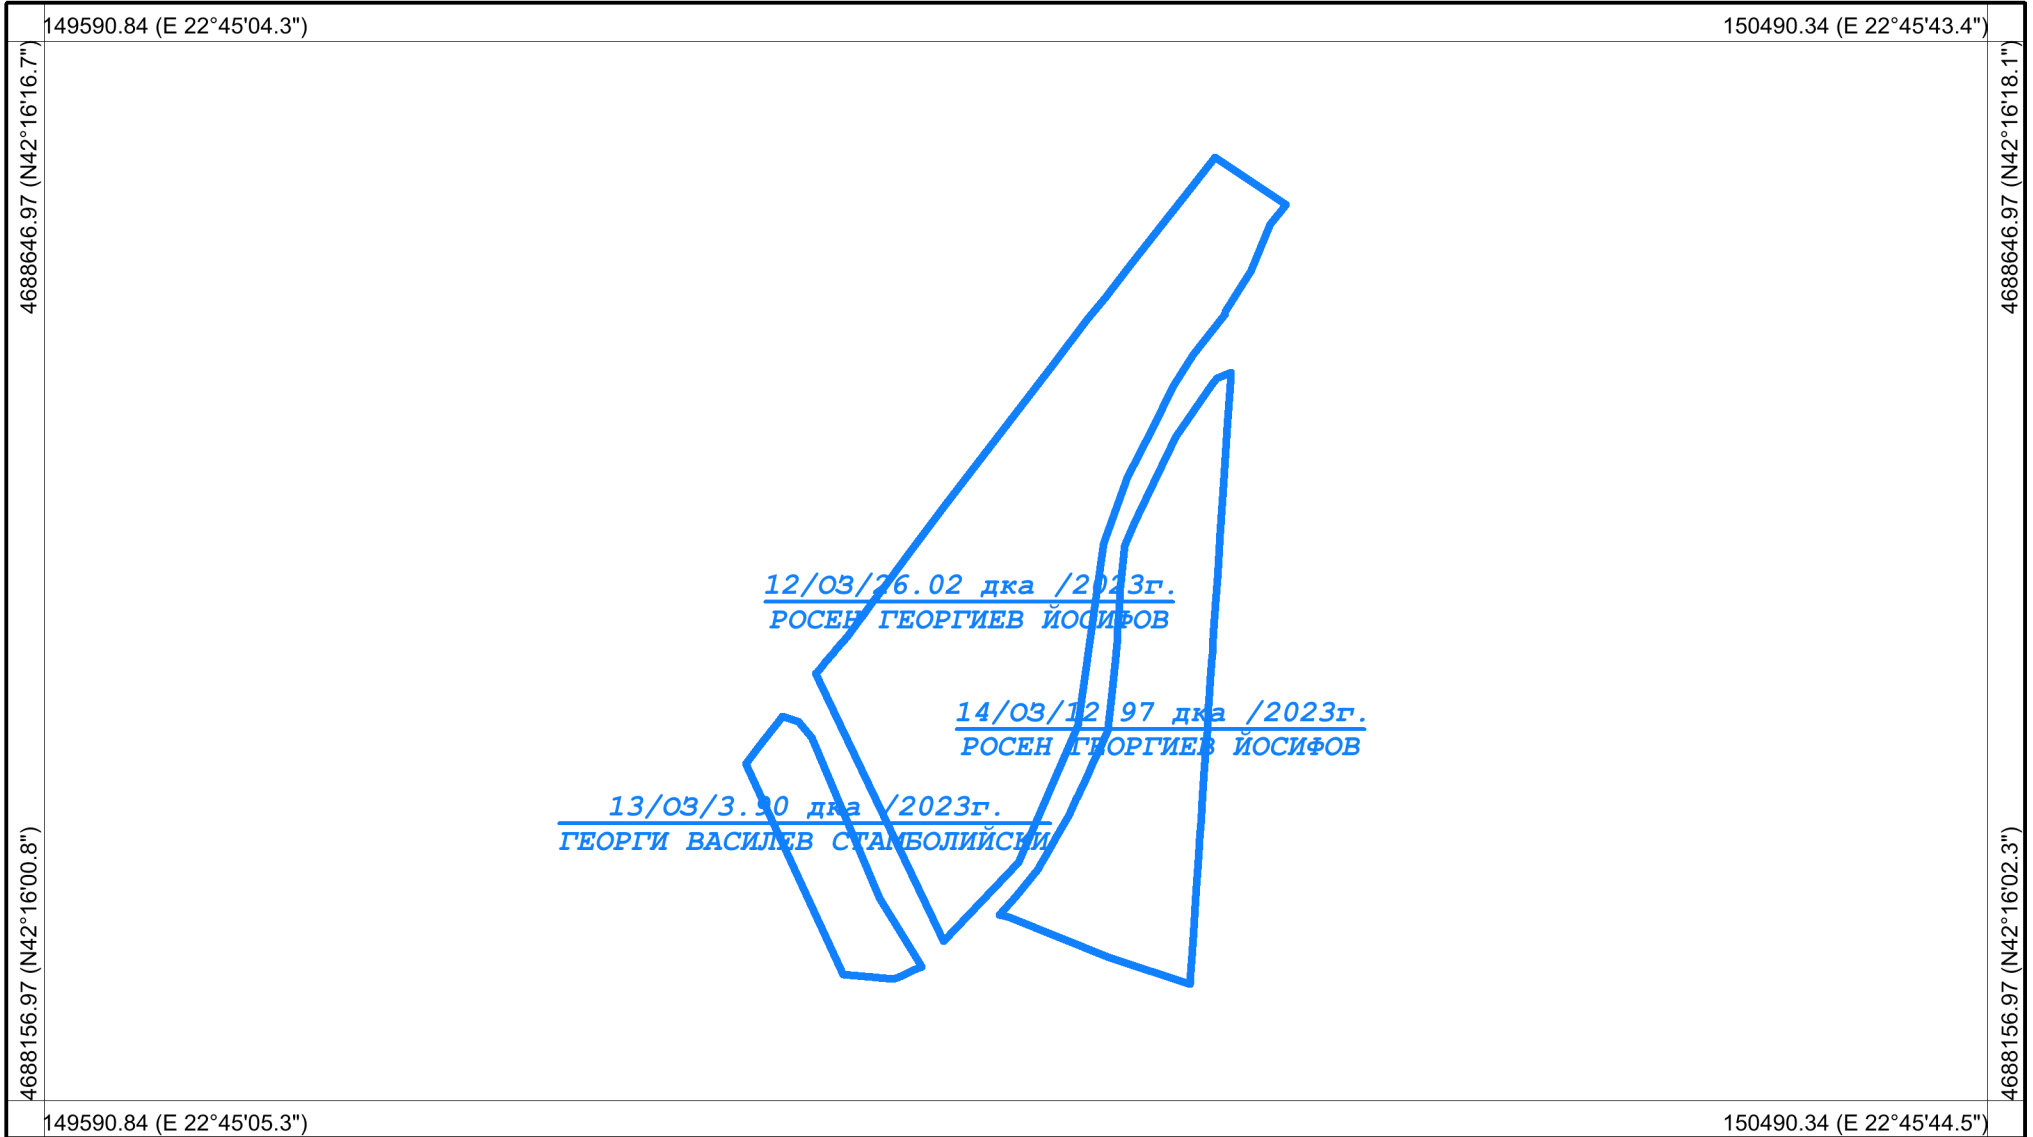 149590.84 (E 22°45'04.3")
150490.34 (E 22°45'43.4")
4688646.97 (N42°16'16.7")
4688646.97 (N42°16'18.1")
12/ОЗ/26.02 дка /2023г.
РОСЕН ГЕОРГИЕВ ЙОСИФОВ
14/ОЗ/12.97 дка /2023г.
РОСЕН ГЕОРГИЕВ ЙОСИФОВ
13/ОЗ/3.90 дка /2023г.
ГЕОРГИ ВАСИЛЕВ СТАМБОЛИЙСКИ
4688156.97 (N42°16'00.8")
4688156.97 (N42°16'02.3")
149590.84 (E 22°45'05.3")
150490.34 (E 22°45'44.5")